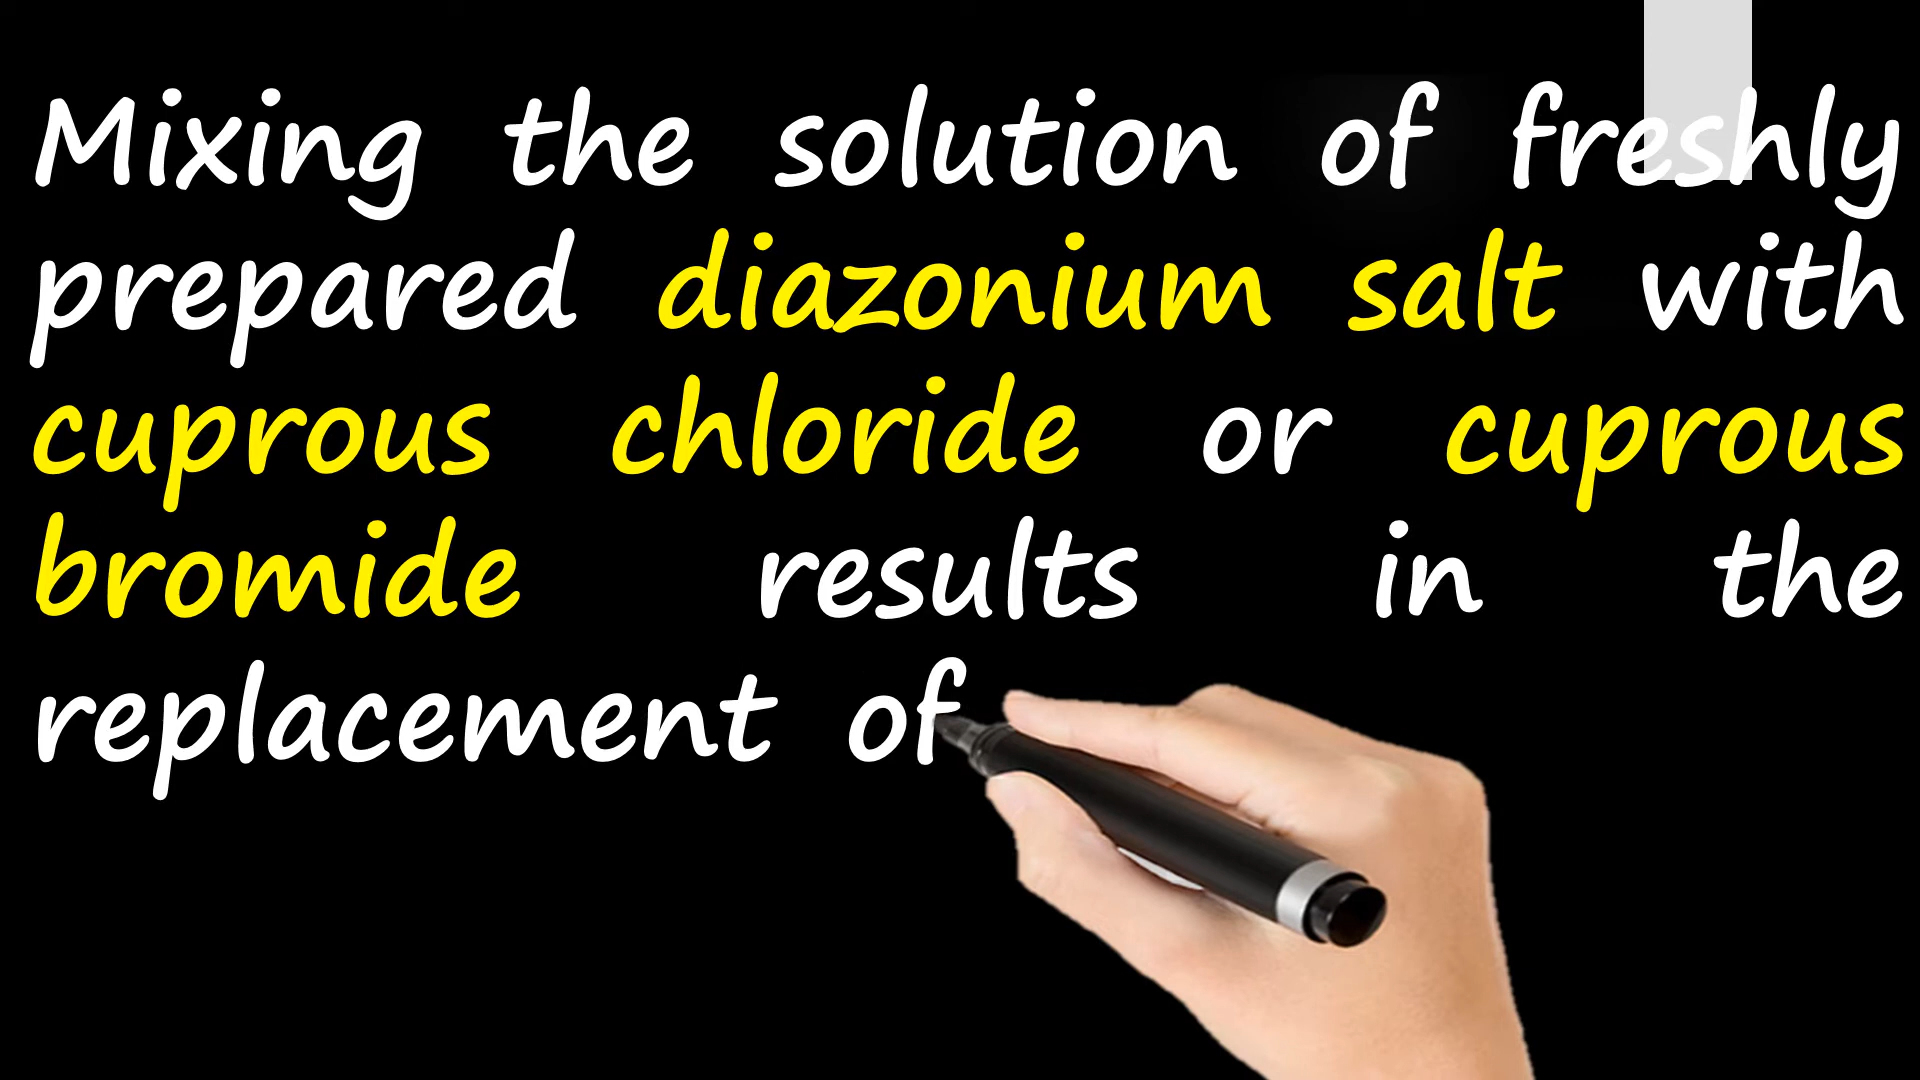 Mixing the solution of freshly
prepared diazonium salt with
cuprous chloride or cuprous
bromide results in the
replacement of